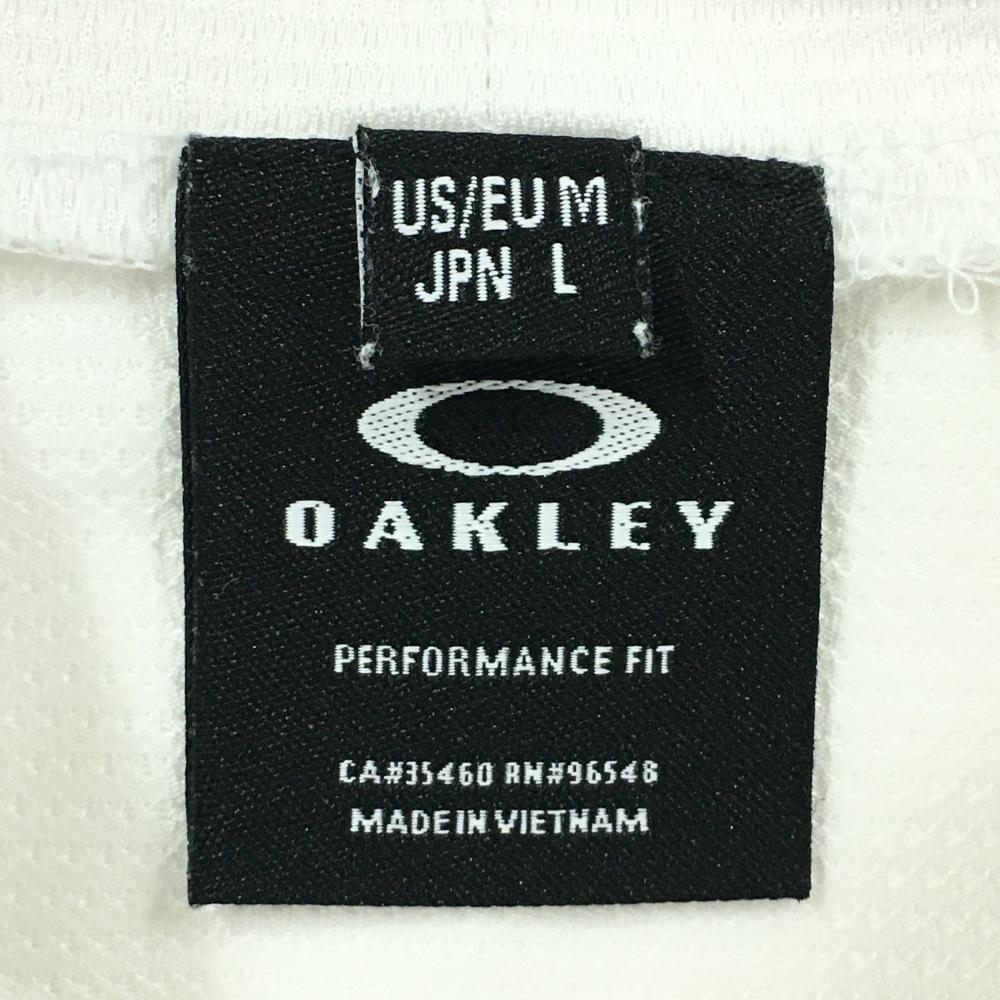 US/EU M
JPN L
OAKLEY
PERFORMANCE FIT
CA#35460 RN#96548
MADE IN VIETNAM